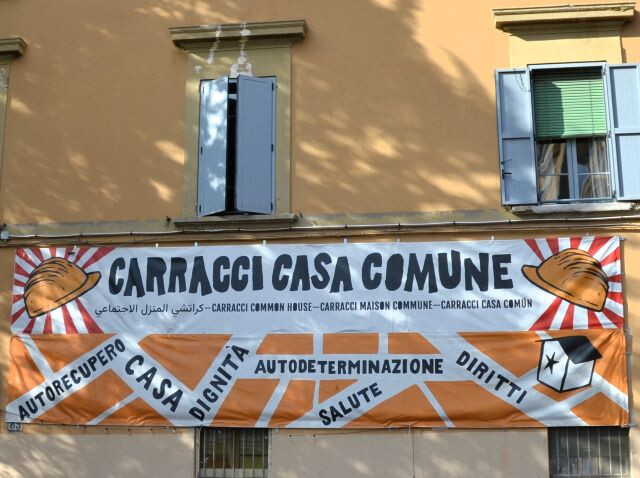 CARRACCI CASA COMUNE
كراتشي المنزل الاجتماعي—CARRACCI COMMON HOUSE—CARRACCI MAISON COMMUNE—CARRACCI CASA COMÚN
AUTORECUPERO
CASA
DIGNITÀ
AUTODETERMINAZIONE
SALUTE
DIRITTI